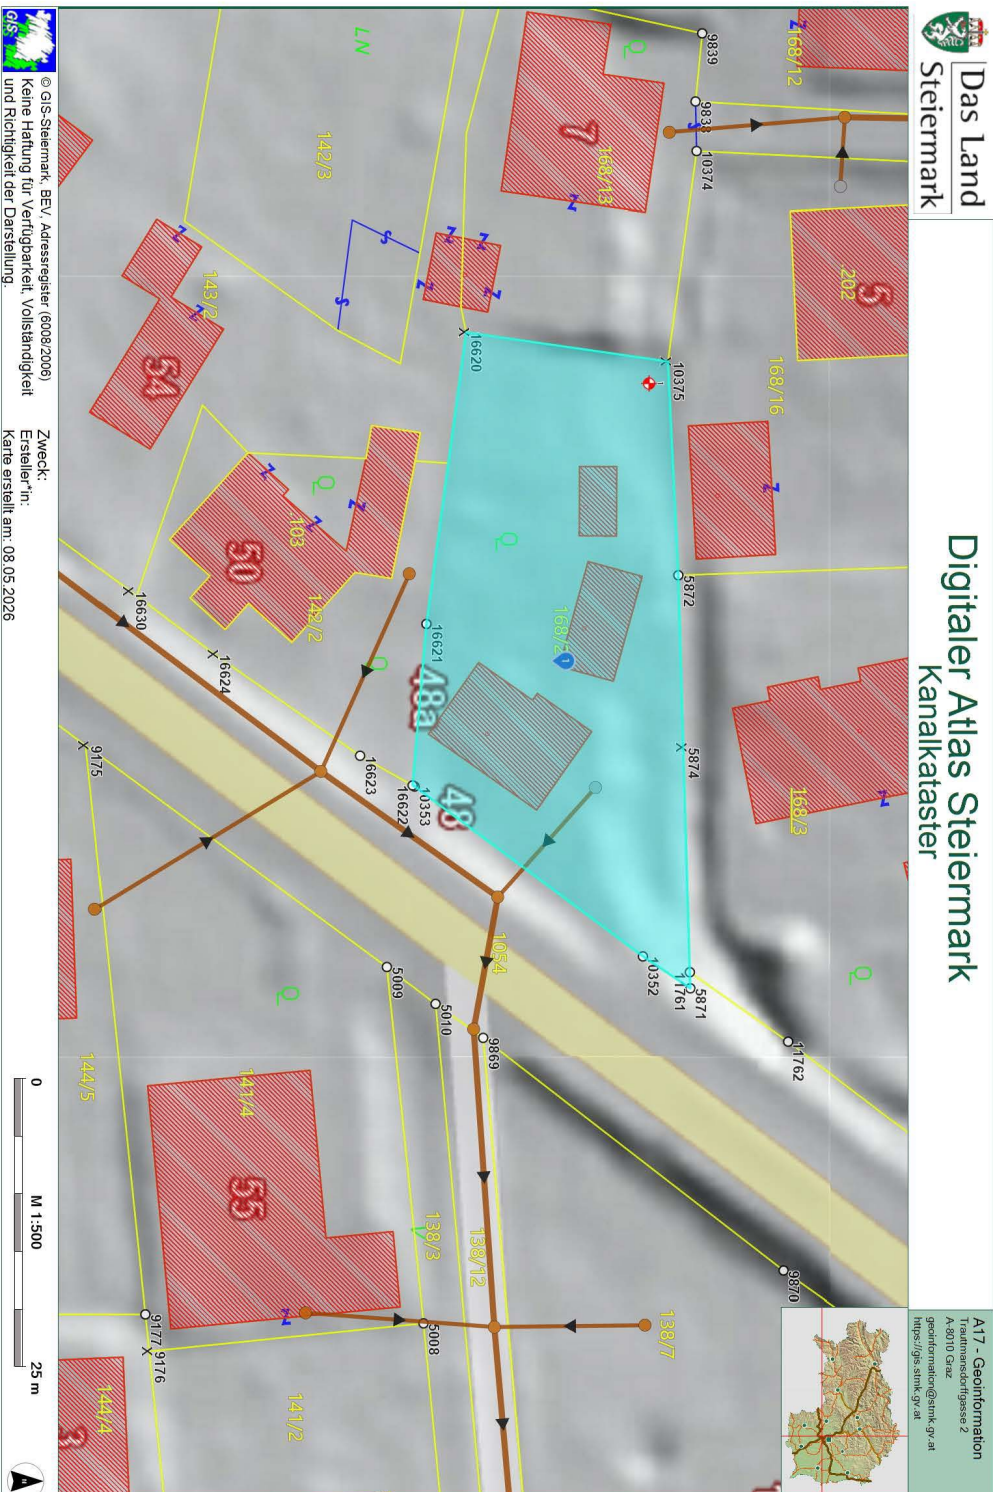 Das Land
Steiermark
Digitaler Atlas Steiermark
Kanalkataster
A17 - Geoinformation
Trauttmansdorffgasse 2
A-8010 Graz
geoinformation@stmk.gv.at
https://gis.stmk.gv.at
168/12
.202
5
168/16
168/3
Q
11762
9870
9839
9838
10374
10375
5872
5874
5871
11761
10352
Q
7
168/13
16620
Q
168/2
1
1
48
48a
16621
10353
16622
16623
1054
9869
5010
5009
138/7
138/12
138/3
5008
LN
142/3
143/2
54
Q
.103
50
142/2
Q
16630
16624
9175
Q
144/5
141/4
55
141/2
9177
9176
144/4
3
GIS
© GIS-Steiermark, BEV, Adressregister (6008/2006)
Keine Haftung für Verfügbarkeit, Vollständigkeit
und Richtigkeit der Darstellung.
Zweck:
Ersteller*in:
Karte erstellt am: 08.05.2026
0
M 1:500
25 m
N